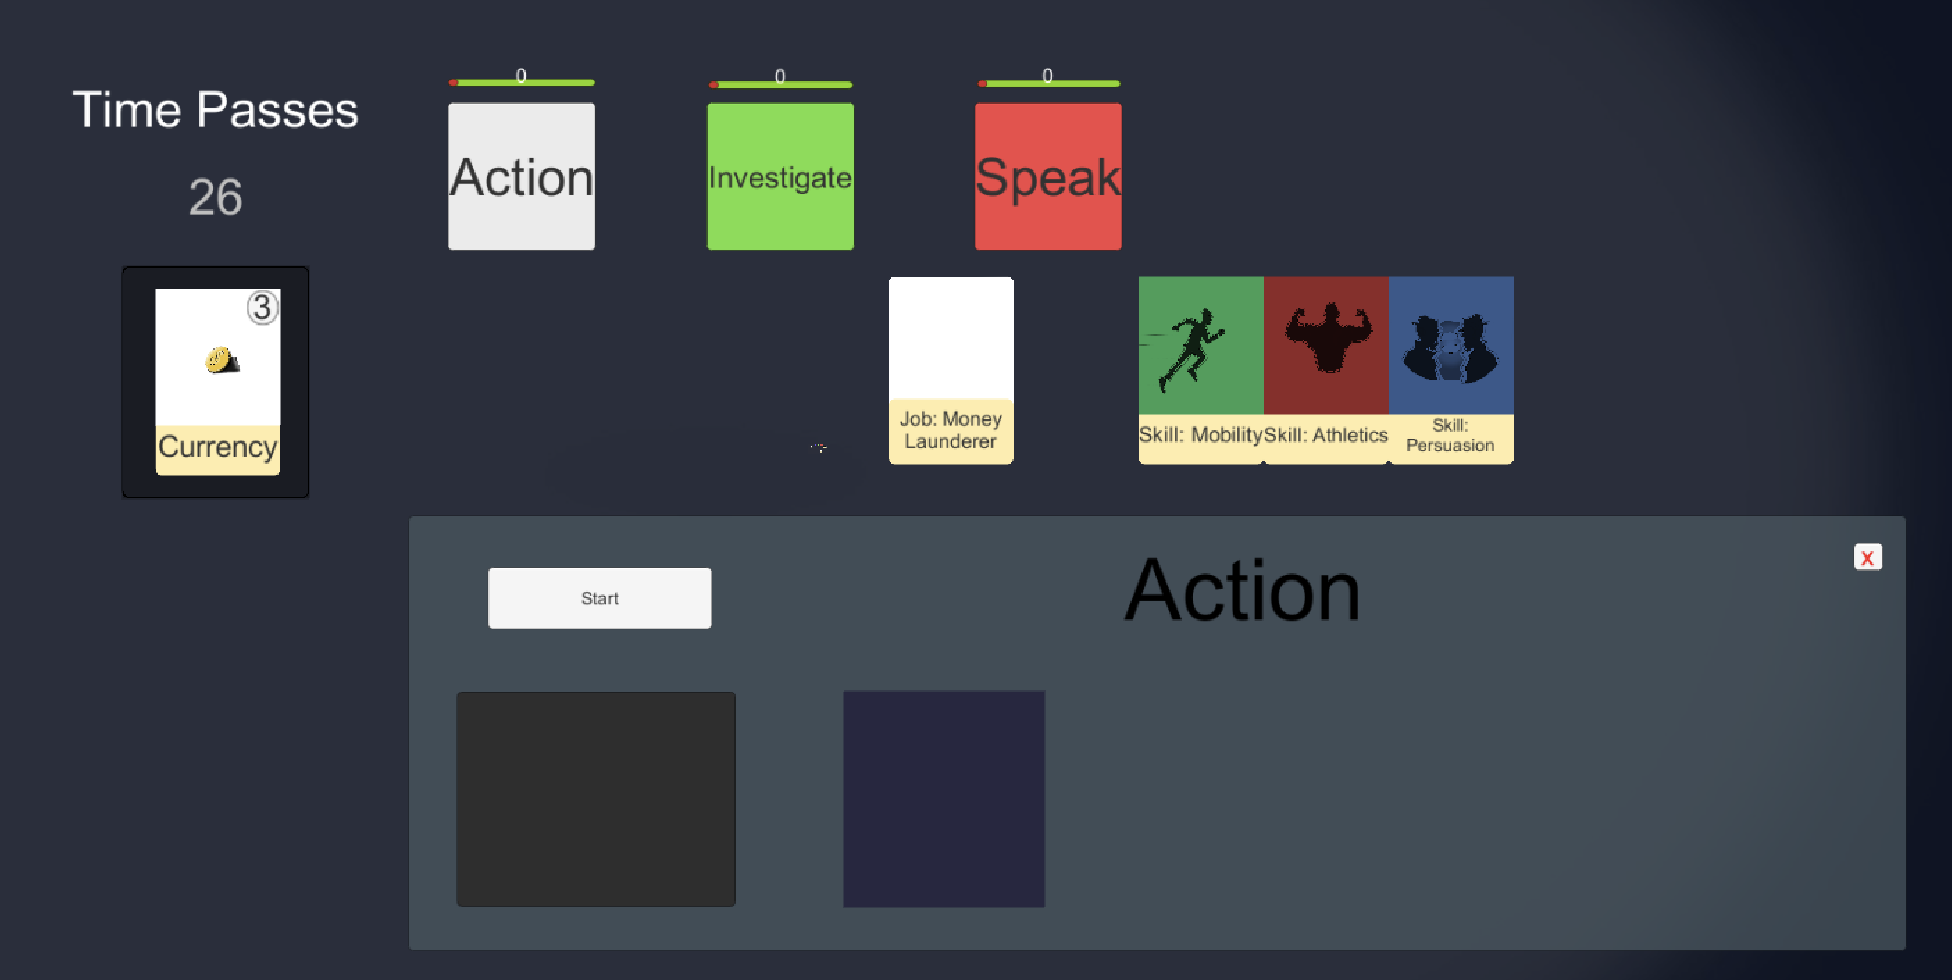 0
0
0
Time Passes
Action
Investigate
Speak
26
3
Currency
Job: Money
Launderer
Skill: Mobility
Skill: Athletics
Skill:
Persuasion
Start
Action
X